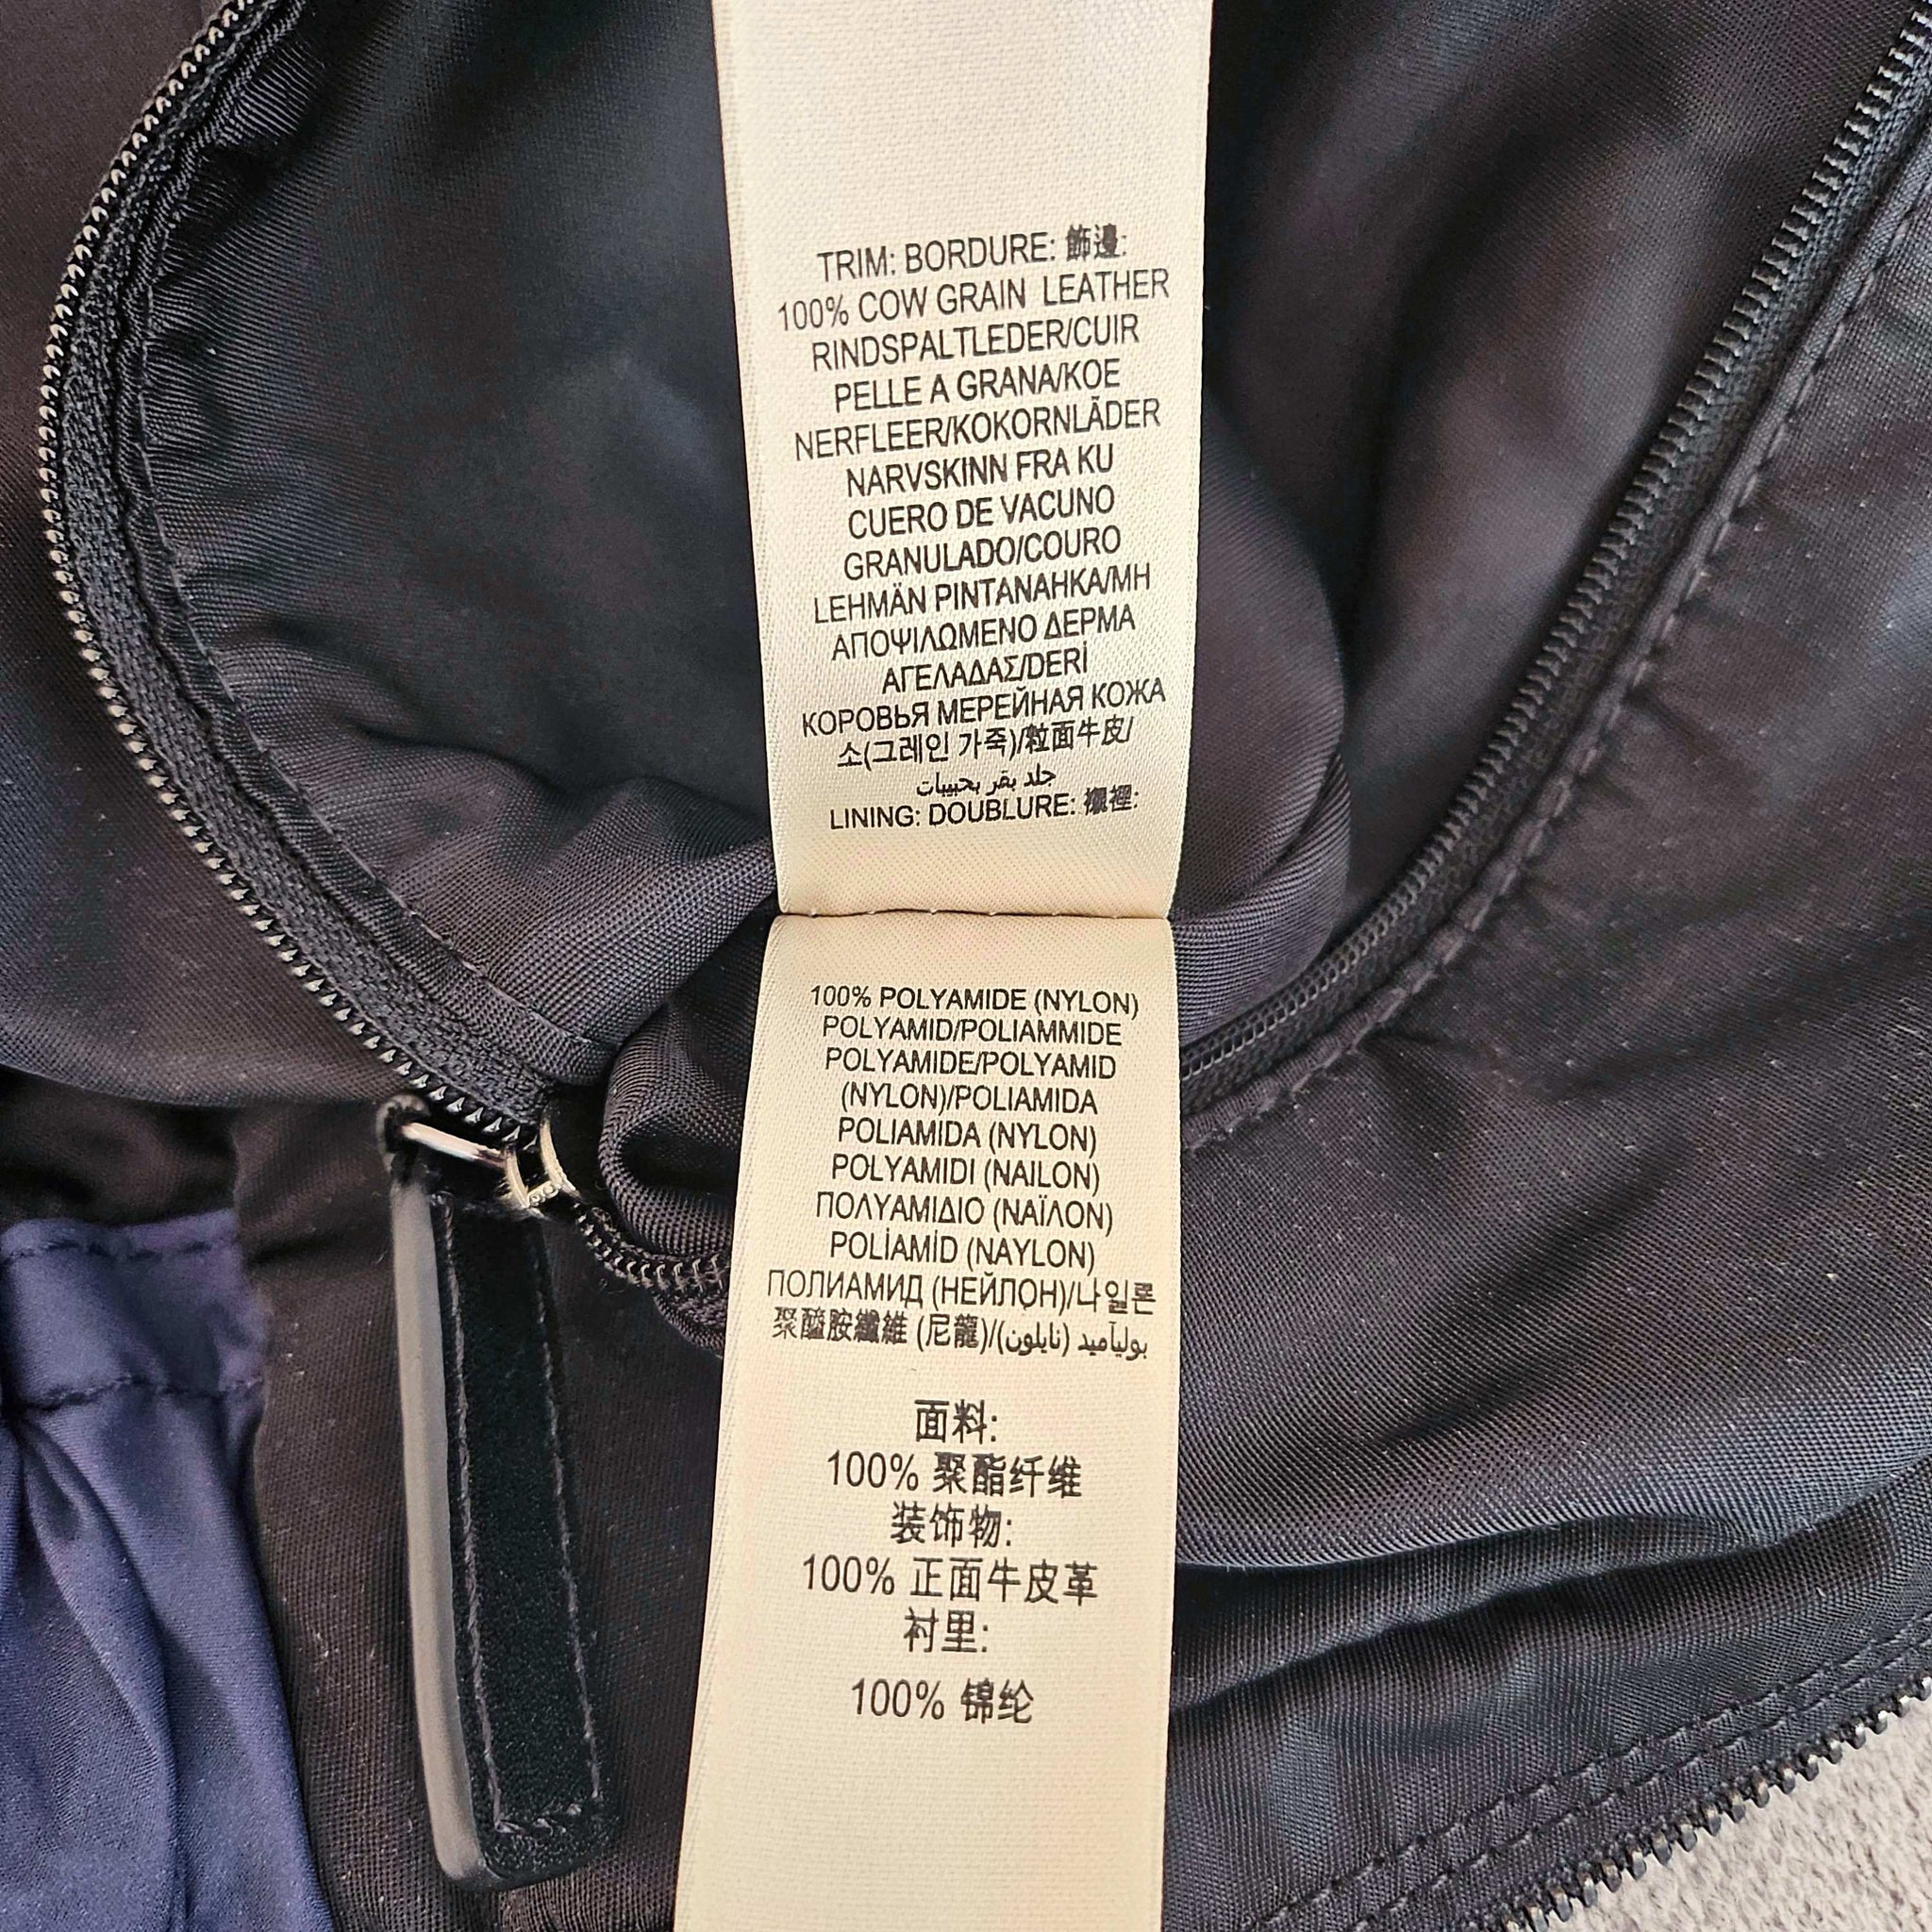 TRIM: BORDURE: 飾邊:
100% COW GRAIN LEATHER
RINDSPALTLEDER/CUIR
PELLE A GRANA/KOE
NERFLEER/KOKORNLÄDER
NARVSKINN FRA KU
CUERO DE VACUNO
GRANULADO/COURO
LEHMÄN PINTANAHKA/MH
ΑΠΟΨΙΛΩΜΕΝΟ ΔΕΡΜΑ
ΑΓΕΛΑΔΑΣ/DERİ
КОРОВЬЯ МЕРЕЙНАЯ КОЖА
소(그레인 가죽)/粒面牛皮/
جلد بقر بحبيبات
LINING: DOUBLURE: 襯裡:
100% POLYAMIDE (NYLON)
POLYAMID/POLIAMMIDE
POLYAMIDE/POLYAMID
(NYLON)/POLIAMIDA
POLIAMIDA (NYLON)
POLYAMIDI (NAILON)
ΠΟΛΥΑΜΙΔΙΟ (ΝΑΪΛΟΝ)
POLİAMİD (NAYLON)
ПОЛИАМИД (НЕЙЛОН)/나일론
聚醯胺纖維 (尼龍)/بوليآميد (نايلون)
面料:
100% 聚酯纤维
装饰物:
100% 正面牛皮革
衬里:
100% 锦纶